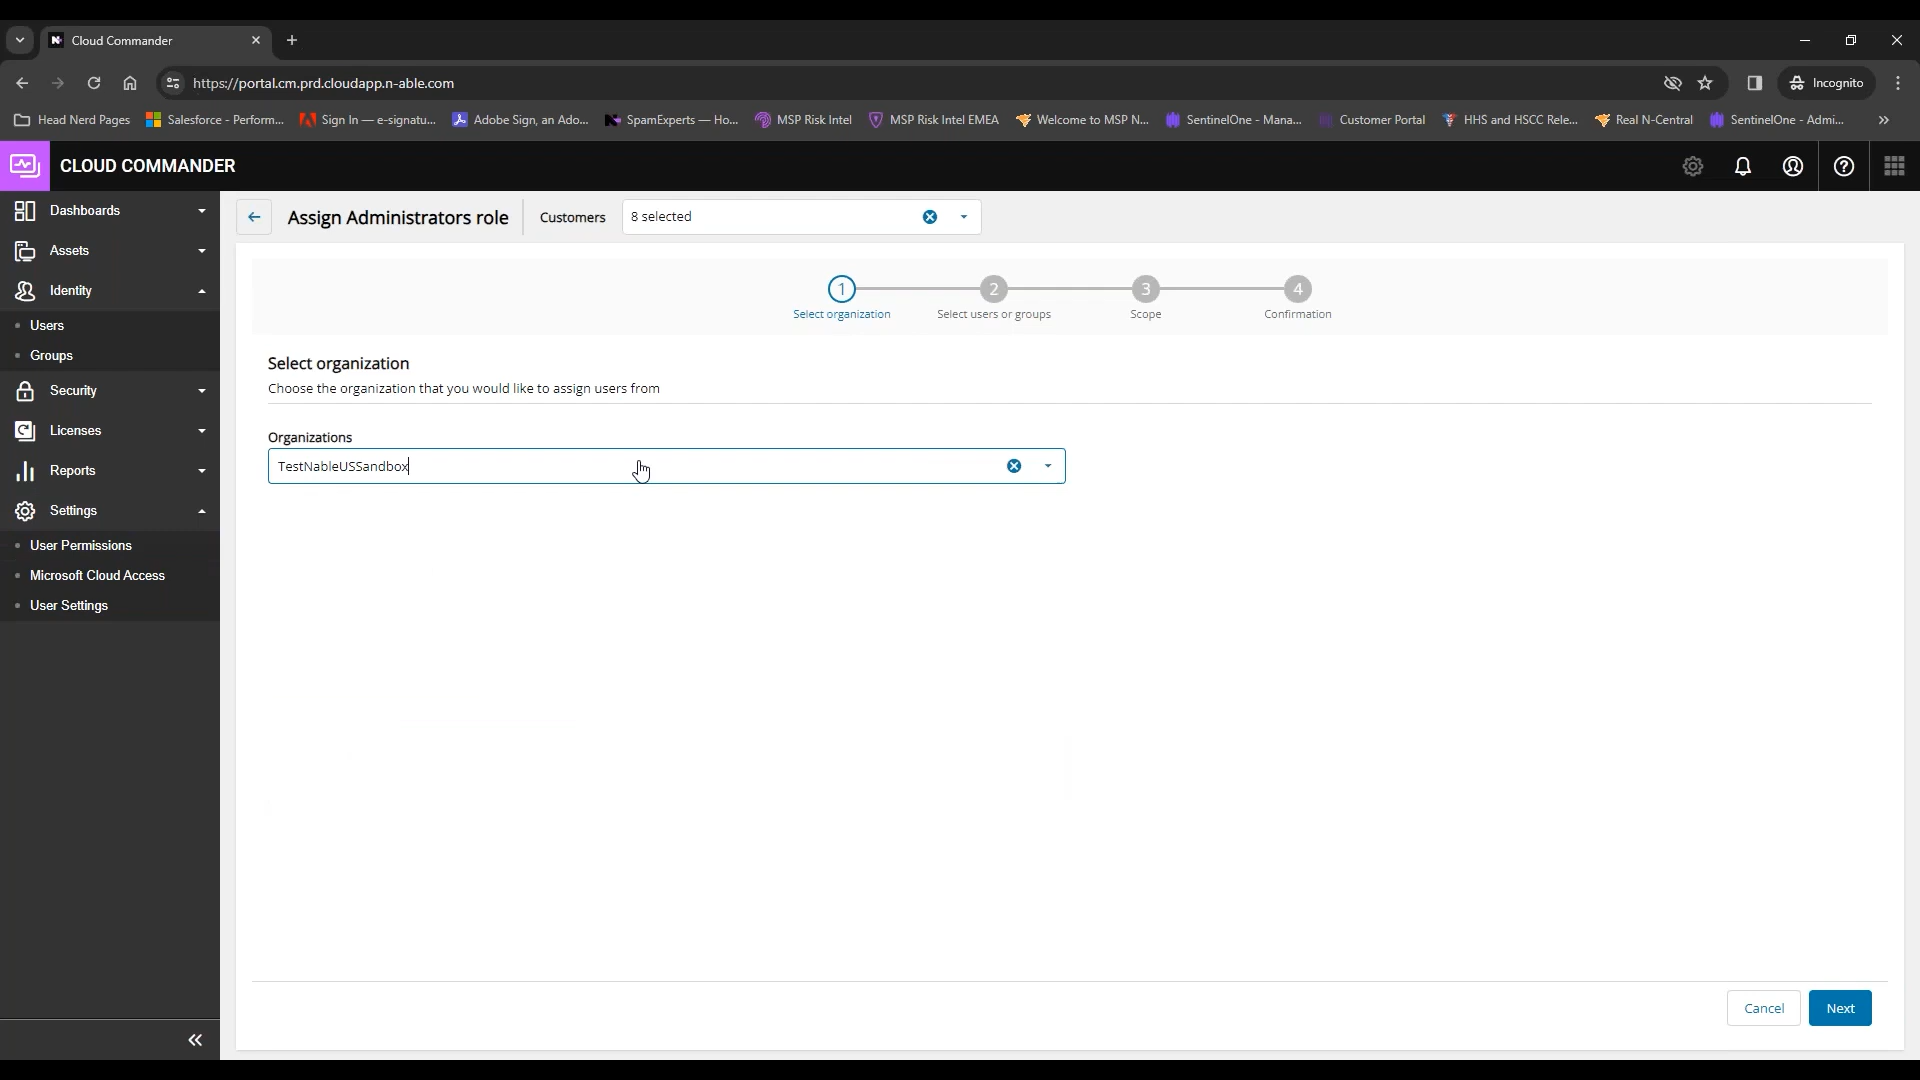 Cloud Commander
https://portal.cm.prd.cloudapp.n-able.com
Incognito
Head Nerd Pages
Salesforce - Perform...
Sign In — e-signatu...
Adobe Sign, an Ado...
SpamExperts — Ho...
MSP Risk Intel
MSP Risk Intel EMEA
Welcome to MSP N...
SentinelOne - Mana...
Customer Portal
HHS and HSCC Rele...
Real N-Central
SentinelOne - Admi...
CLOUD COMMANDER
Dashboards
Assets
Identity
Users
Groups
Security
Licenses
Reports
Settings
User Permissions
Microsoft Cloud Access
User Settings
Assign Administrators role
Customers
8 selected
1
2
3
4
Select organization
Select users or groups
Scope
Confirmation
Select organization
Choose the organization that you would like to assign users from
Organizations
TestNableUSSandbox
Cancel
Next